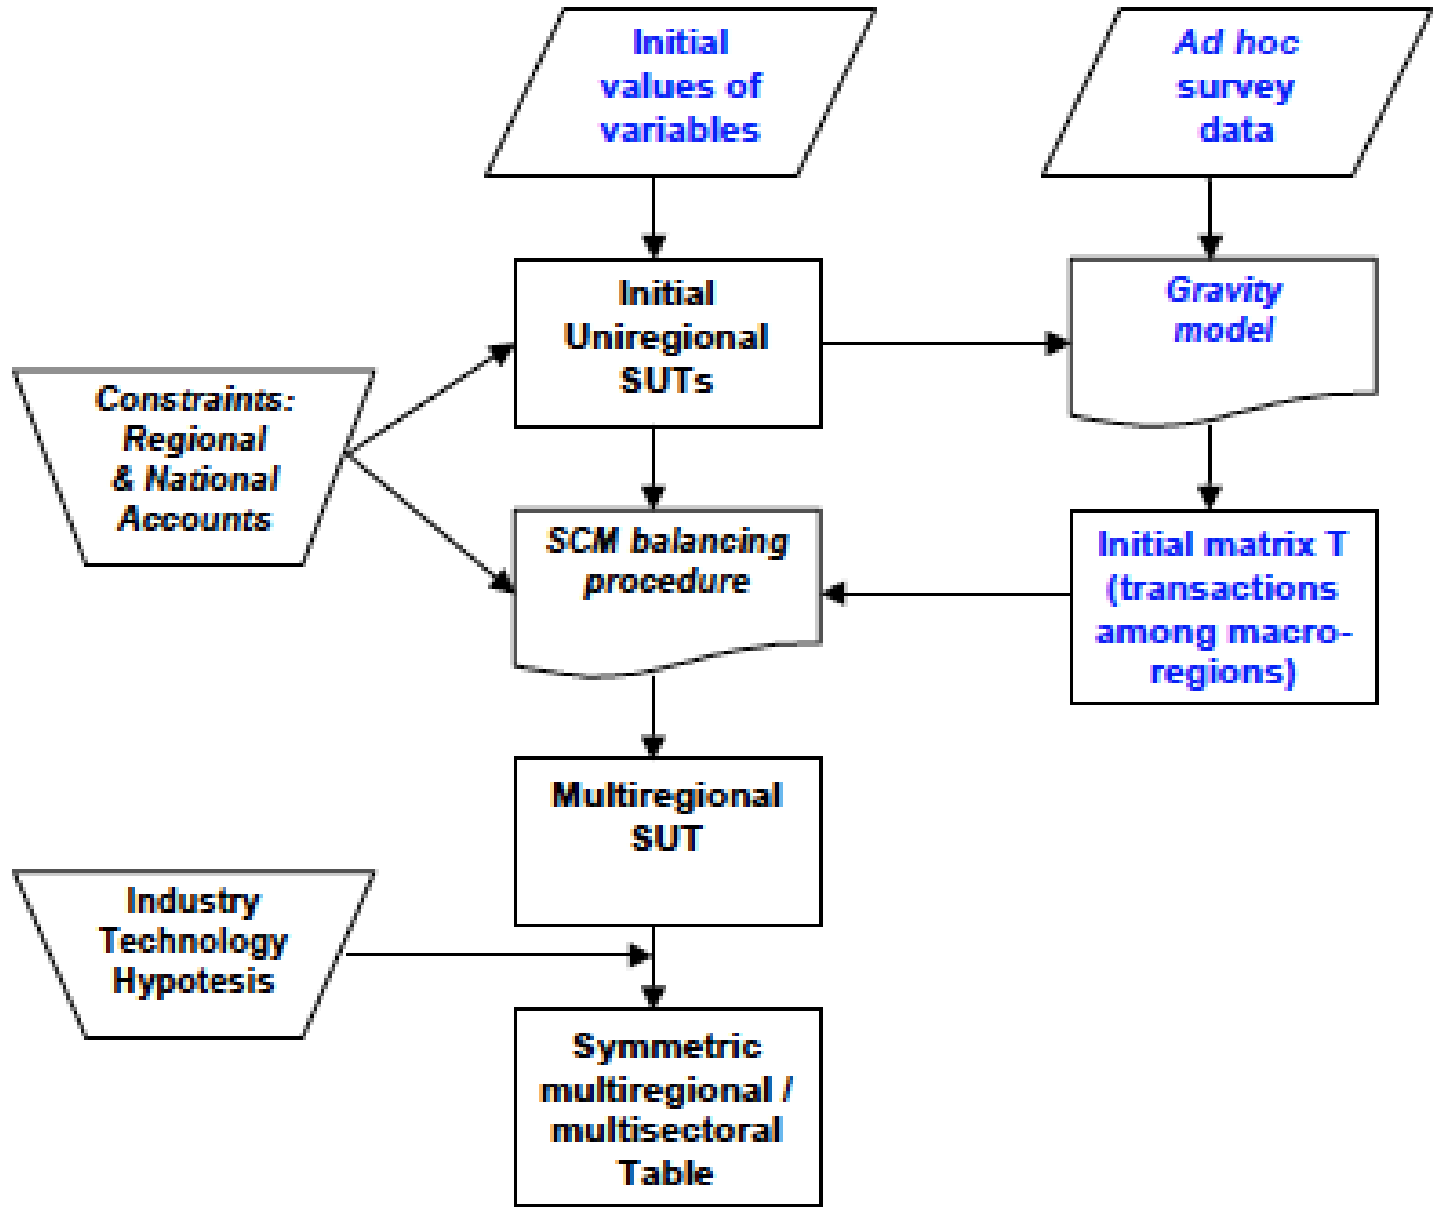 Initial
values of
variables
Ad hoc
survey
data
Initial
Uniregional
SUTs
Gravity
model
Constraints:
Regional
& National
Accounts
SCM balancing
procedure
Initial matrix T
(transactions
among macro-
regions)
Multiregional
SUT
Industry
Technology
Hypotesis
Symmetric
multiregional /
multisectoral
Table